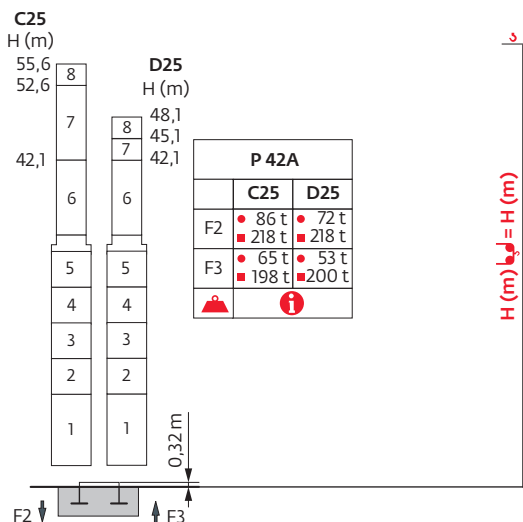 C25
H (m)
55,6
52,6
42,1
8
7
6
5
4
3
2
1
D25
H (m)
48,1
45,1
42,1
8
7
6
5
4
3
2
1
P 42A
C25 D25
F2 86 t 72 t
218 t 218 t
F3 65 t 53 t
198 t 200 t
i
H (m) = H (m)
0,32 m
F2 F3